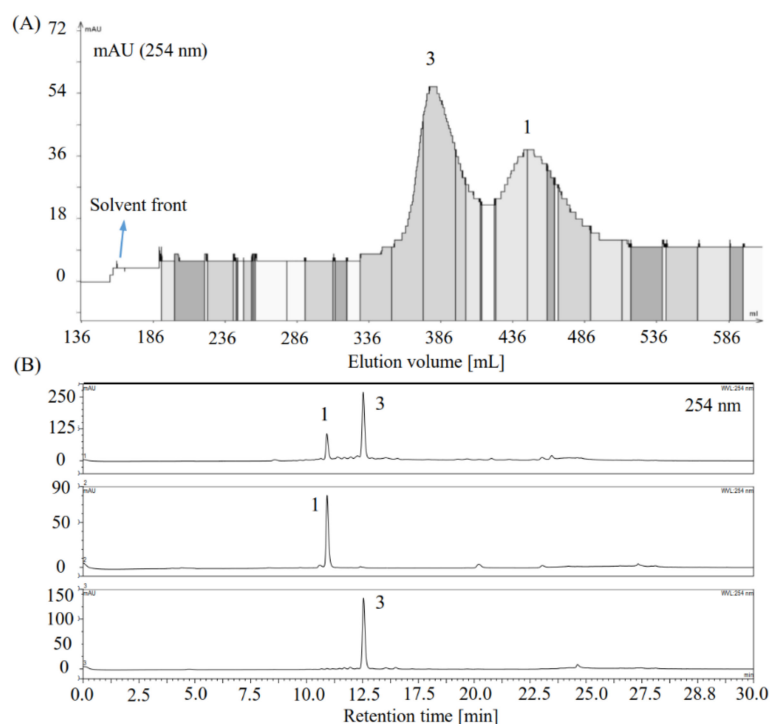 (A)
72
mAU
mAU (254 nm)
3
54
1
36
Solvent front
18
0
ml
136 186 236 286 336 386 436 486 536 586
Elution volume [mL]
(B)
250
mAU
WVL:254 nm
3
254 nm
1
125
0
90
mAU
WVL:254 nm
1
50
0
150
mAU
WVL:254 nm
3
100
50
0
min
0.0 2.5 5.0 7.5 10.0 12.5 15.0 17.5 20.0 22.5 25.0 27.5 28.8 30.0
Retention time [min]